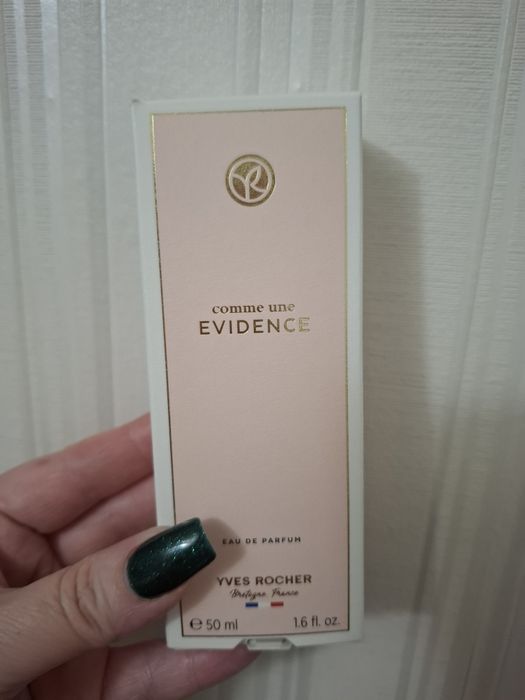 comme une
EVIDENCE
EAU DE PARFUM
YVES ROCHER
Bretagne, France
℮ 50 ml 1.6 fl. oz.